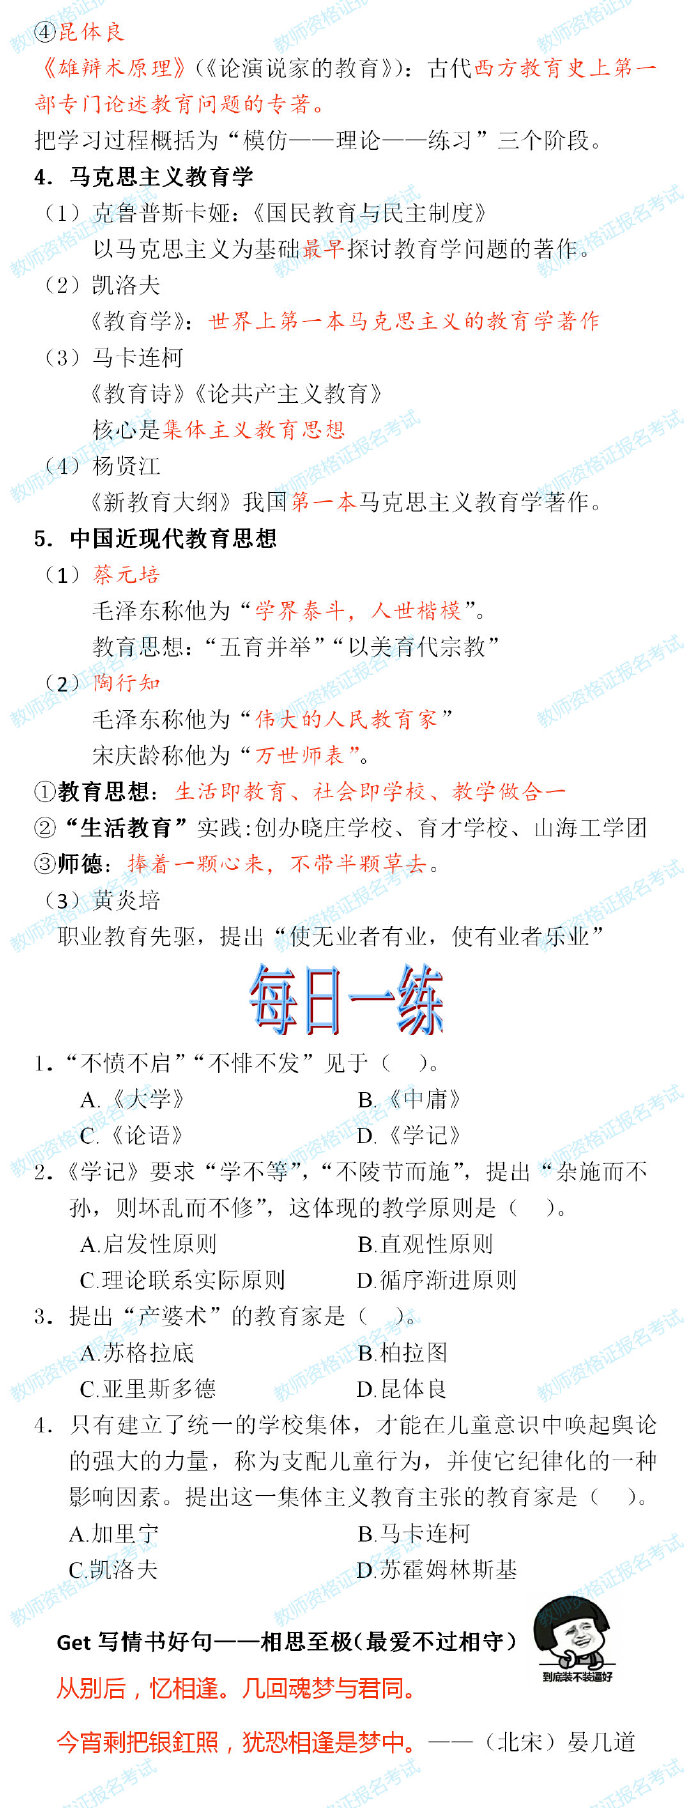 ④昆体良
《雄辩术原理》（《论演说家的教育》）：古代西方教育史上第一
部专门论述教育问题的专著。
把学习过程概括为“模仿——理论——练习”三个阶段。
4．马克思主义教育学
（1）克鲁普斯卡娅：《国民教育与民主制度》
以马克思主义为基础最早探讨教育学问题的著作。
（2）凯洛夫
《教育学》：世界上第一本马克思主义的教育学著作
（3）马卡连柯
《教育诗》《论共产主义教育》
核心是集体主义教育思想
（4）杨贤江
《新教育大纲》我国第一本马克思主义教育学著作。
5．中国近现代教育思想
（1）蔡元培
毛泽东称他为“学界泰斗，人世楷模”。
教育思想：“五育并举”“以美育代宗教”
（2）陶行知
毛泽东称他为“伟大的人民教育家”
宋庆龄称他为“万世师表”。
①教育思想：生活即教育、社会即学校、教学做合一
②“生活教育”实践:创办晓庄学校、育才学校、山海工学团
③师德：捧着一颗心来，不带半颗草去。
（3）黄炎培
职业教育先驱，提出“使无业者有业，使有业者乐业”
每日一练
1．“不愤不启”“不悱不发”见于（　）。
A.《大学》　B.《中庸》
C.《论语》　D.《学记》
2．《学记》要求“学不等”，“不陵节而施”，提出“杂施而不
孙，则坏乱而不修”，这体现的教学原则是（　）。
A.启发性原则　B.直观性原则
C.理论联系实际原则　D.循序渐进原则
3．提出“产婆术”的教育家是（　）。
A.苏格拉底　B.柏拉图
C.亚里斯多德　D.昆体良
4．只有建立了统一的学校集体，才能在儿童意识中唤起舆论
的强大的力量，称为支配儿童行为，并使它纪律化的一种
影响因素。提出这一集体主义教育主张的教育家是（　）。
A.加里宁　B.马卡连柯
C.凯洛夫　D.苏霍姆林斯基
Get 写情书好句——相思至极（最爱不过相守）
到底装不装逼好
从别后，忆相逢。几回魂梦与君同。
今宵剩把银釭照，犹恐相逢是梦中。——（北宋）晏几道
教师资格证报名考试